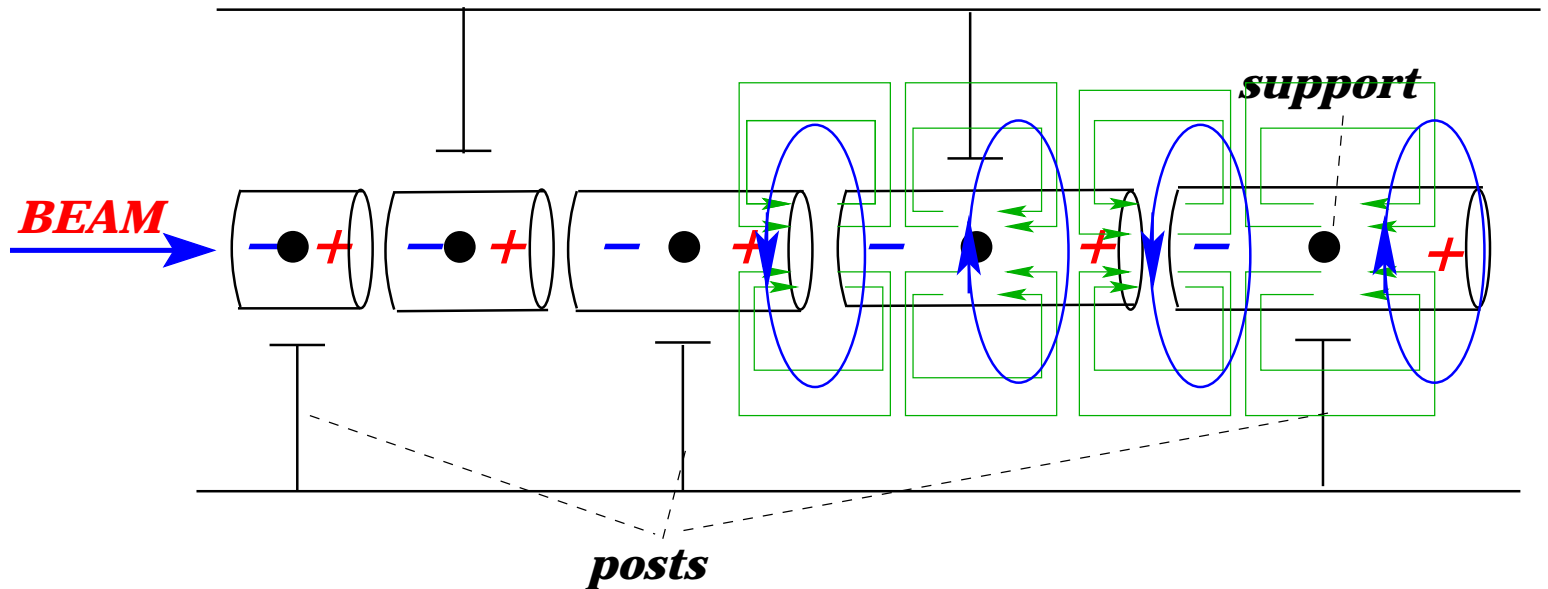 support
BEAM
− + − + − + − + − +
posts